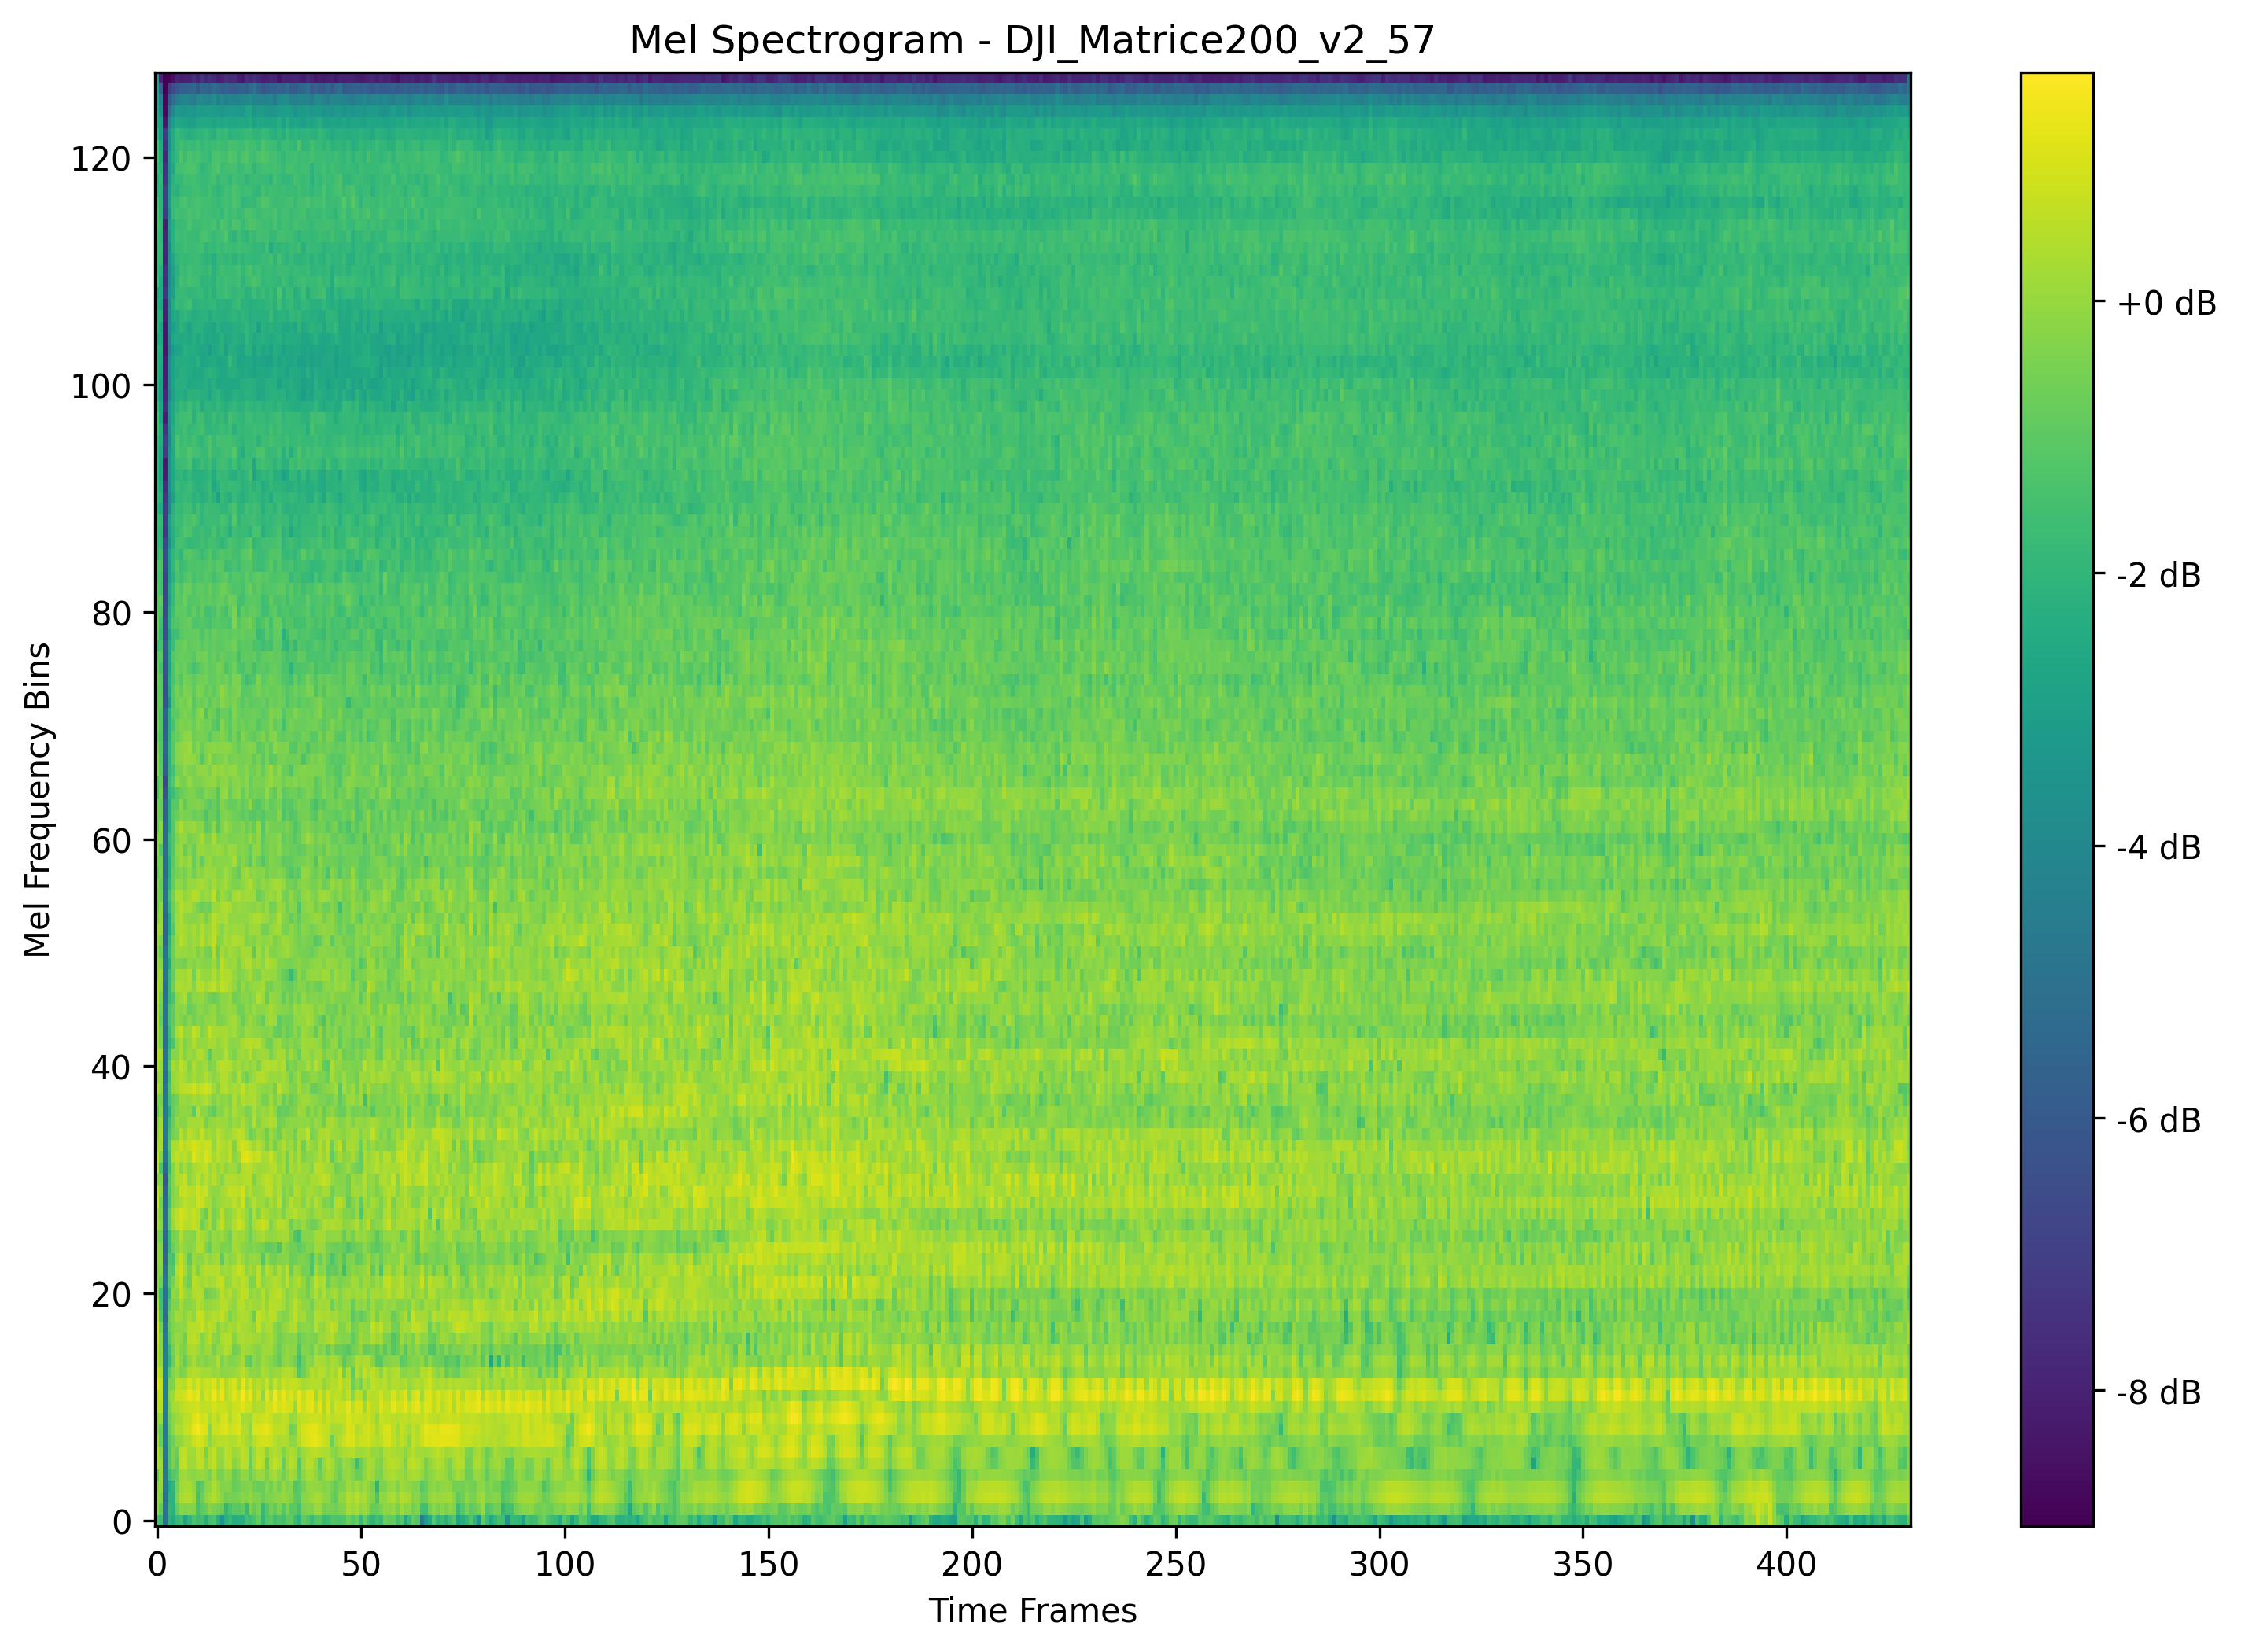 Mel Spectrogram - DJI_Matrice200_v2_57
Mel Frequency Bins
120
100
80
60
40
20
0
0 50 100 150 200 250 300 350 400
Time Frames
+0 dB
-2 dB
-4 dB
-6 dB
-8 dB